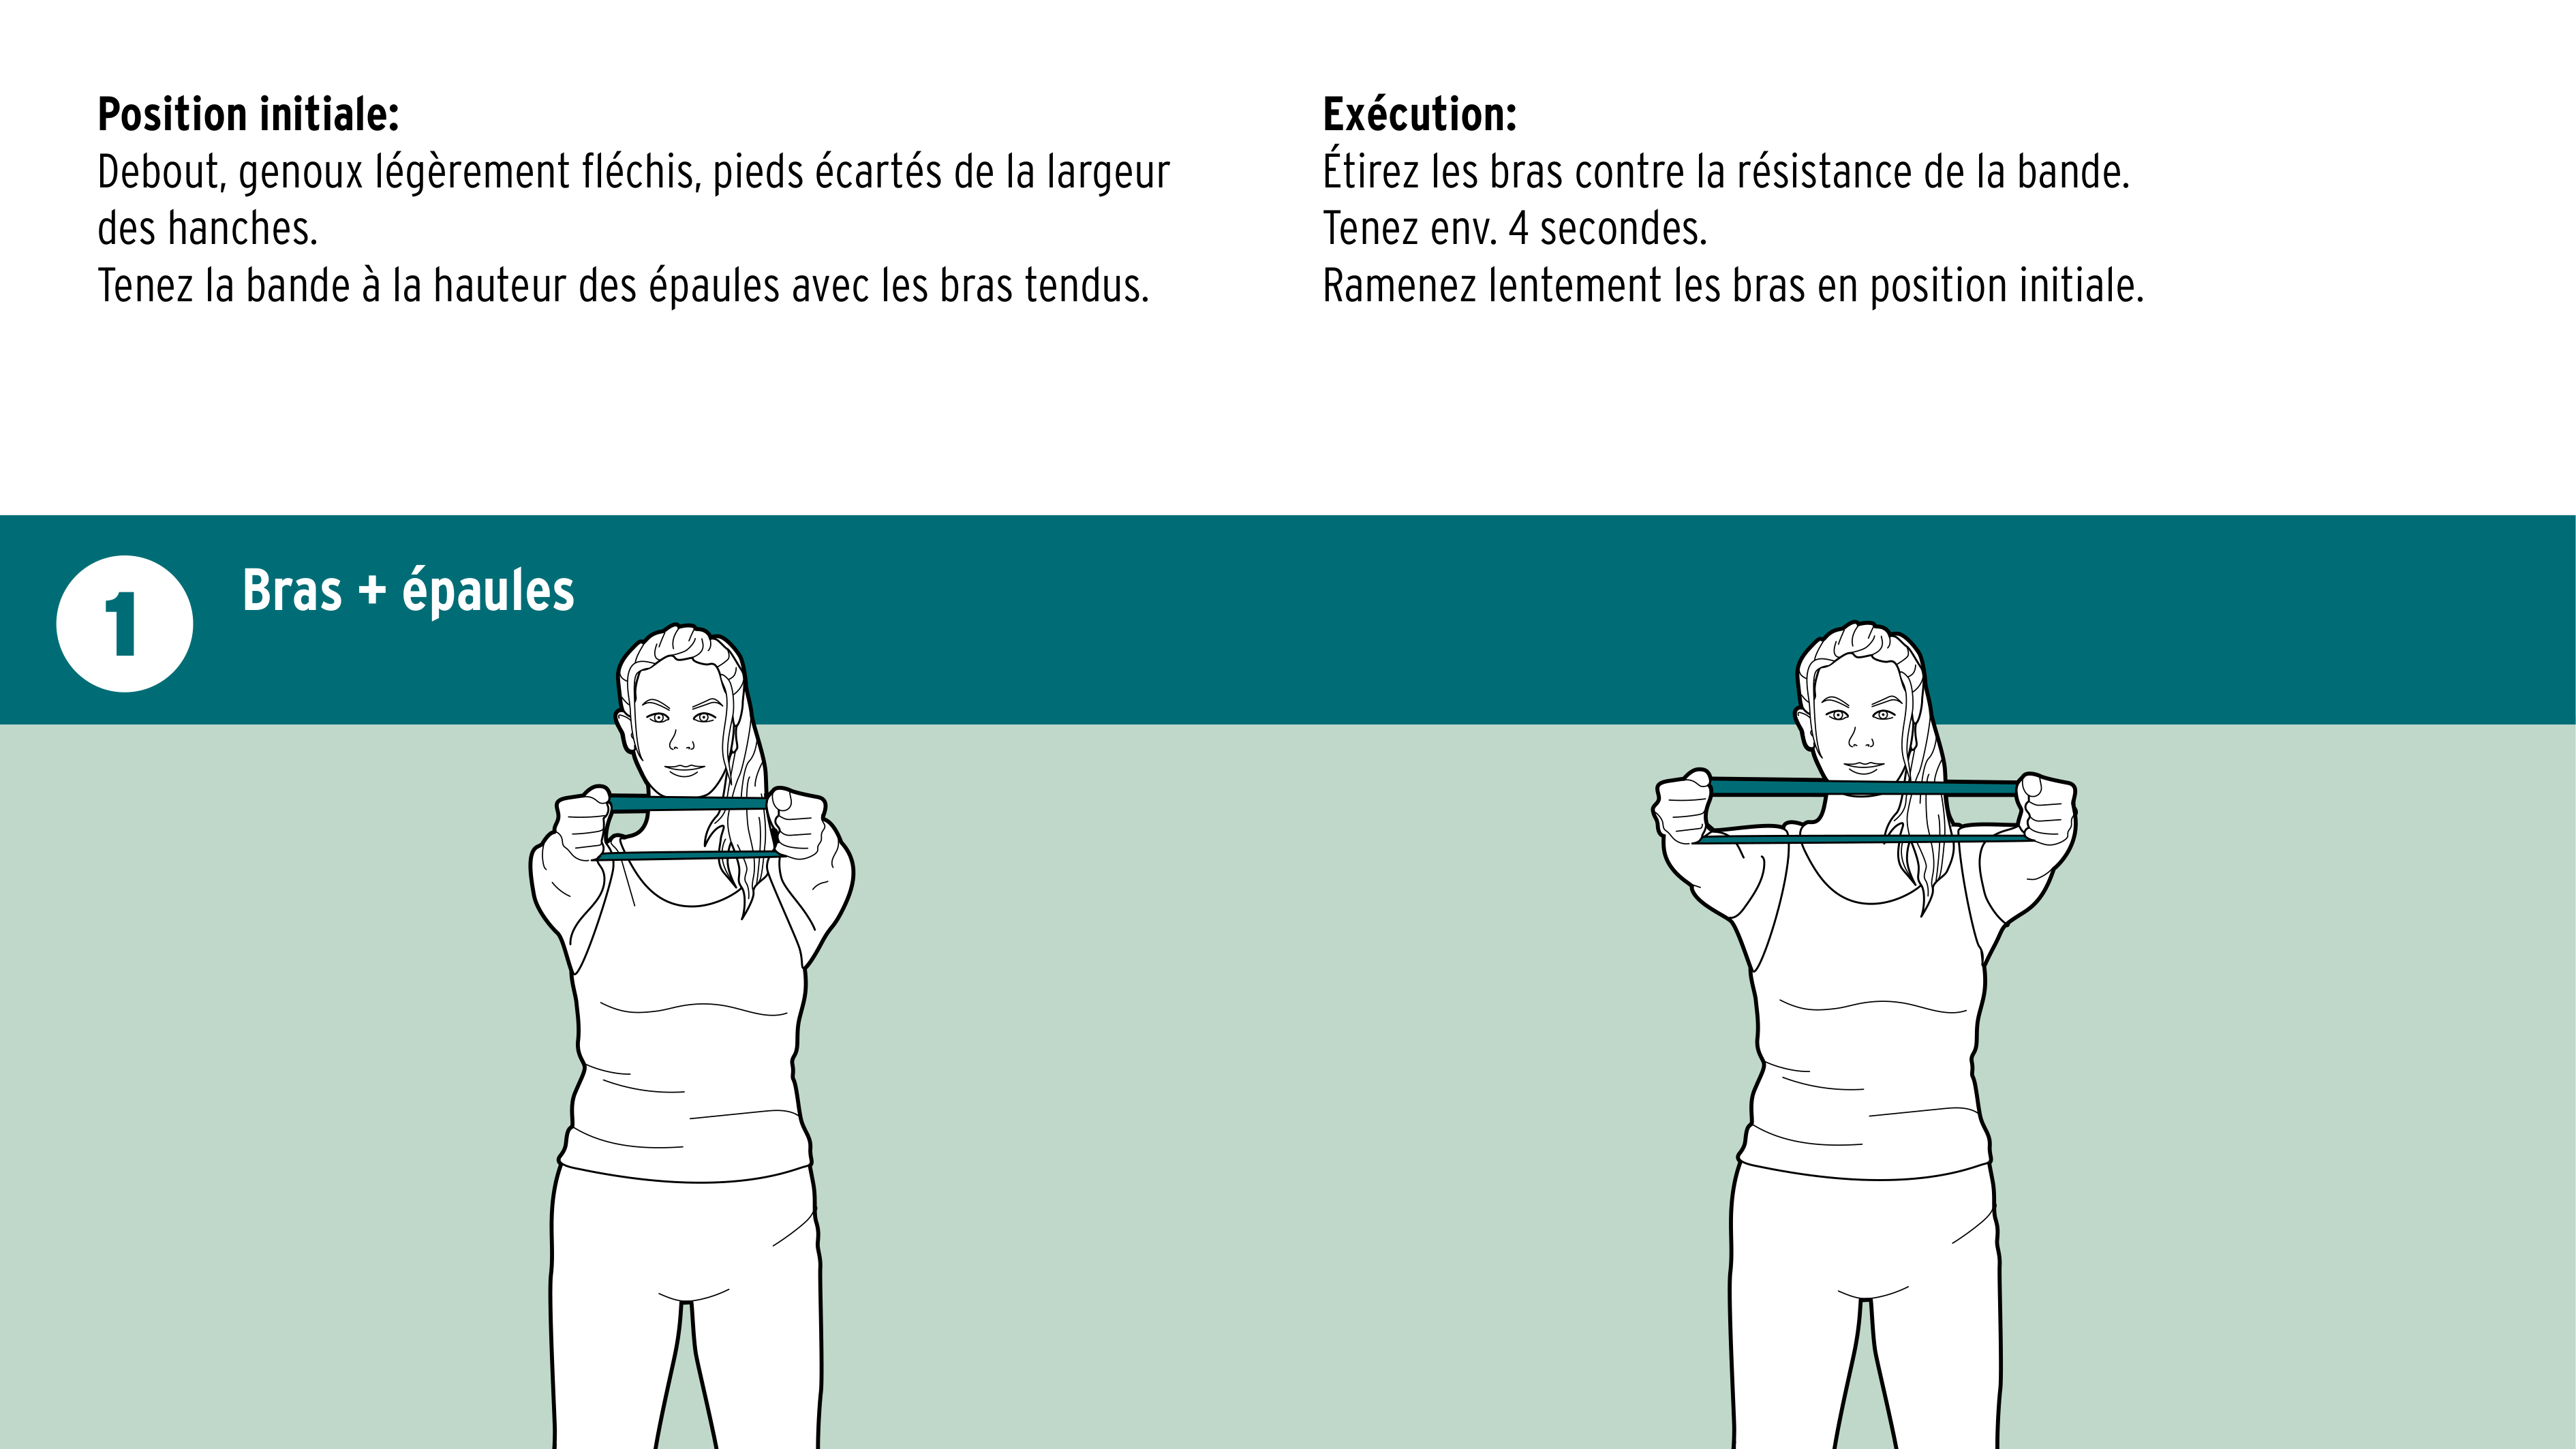 Position initiale:
Debout, genoux légèrement fléchis, pieds écartés de la largeur
des hanches.
Tenez la bande à la hauteur des épaules avec les bras tendus.
Exécution:
Étirez les bras contre la résistance de la bande.
Tenez env. 4 secondes.
Ramenez lentement les bras en position initiale.
1
Bras + épaules